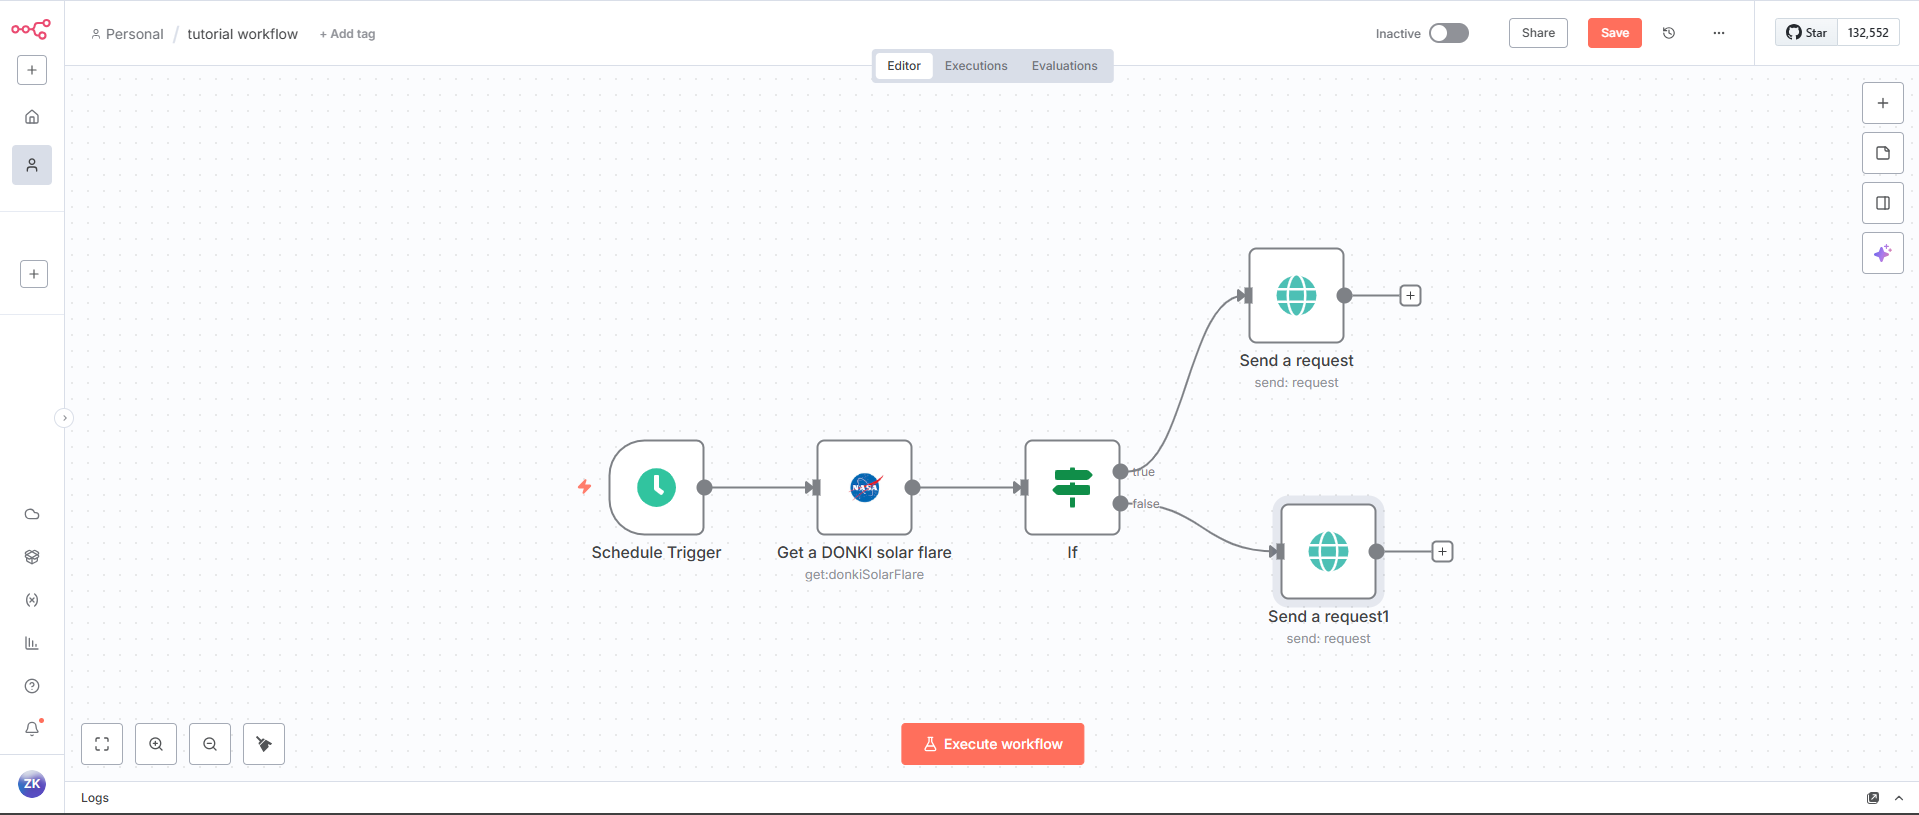 Personal / tutorial workflow + Add tag
Inactive
Share
Save
Star 132,552
Editor Executions Evaluations
Send a request
send: request
true
false
NASA
Schedule Trigger
Get a DONKI solar flare
get:donkiSolarFlare
If
Send a request1
send: request
Execute workflow
ZK
Logs